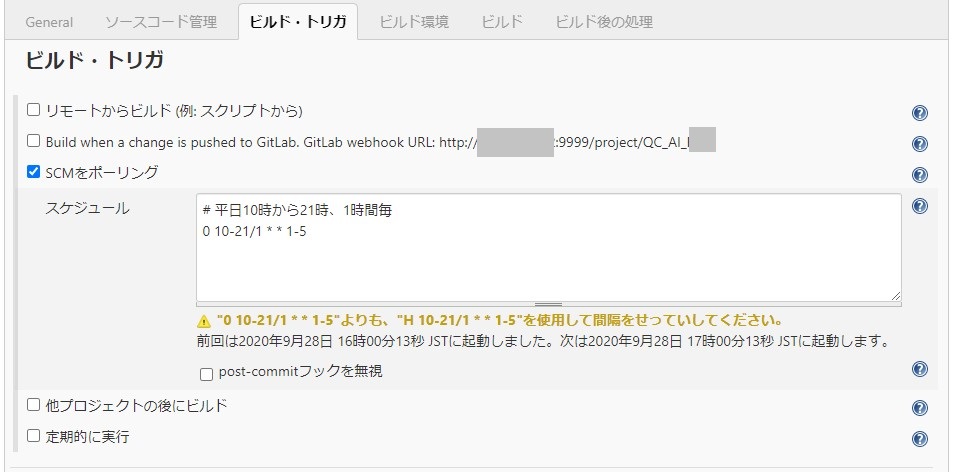 General ソースコード管理 ビルド・トリガ ビルド環境 ビルド ビルド後の処理
ビルド・トリガ
リモートからビルド (例: スクリプトから)
Build when a change is pushed to GitLab. GitLab webhook URL: http:// :9999/project/QC_AI_
SCMをポーリング
スケジュール
# 平日10時から21時、1時間毎
0 10-21/1 * * 1-5
"0 10-21/1 * * 1-5"よりも、"H 10-21/1 * * 1-5"を使用して間隔をせっていしてください。
前回は2020年9月28日 16時00分13秒 JSTに起動しました。次は2020年9月28日 17時00分13秒 JSTに起動します。
post-commitフックを無視
他プロジェクトの後にビルド
定期的に実行